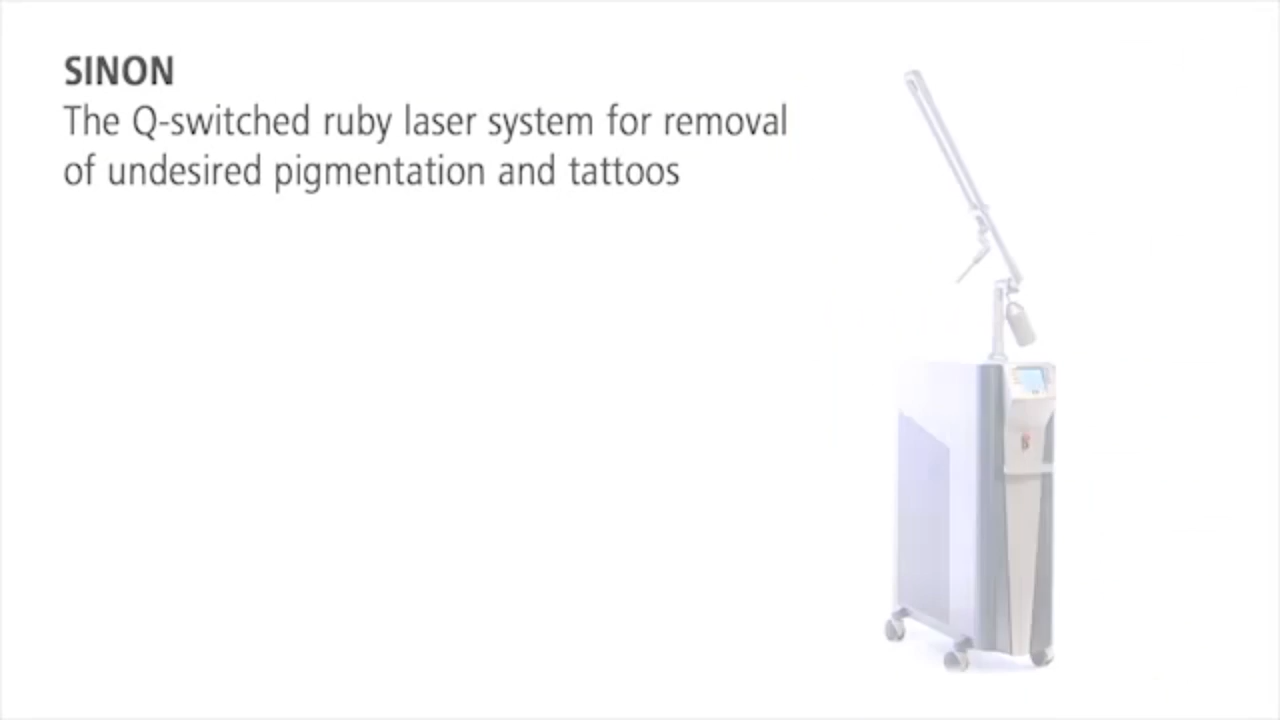 SINON
The Q-switched ruby laser system for removal
of undesired pigmentation and tattoos